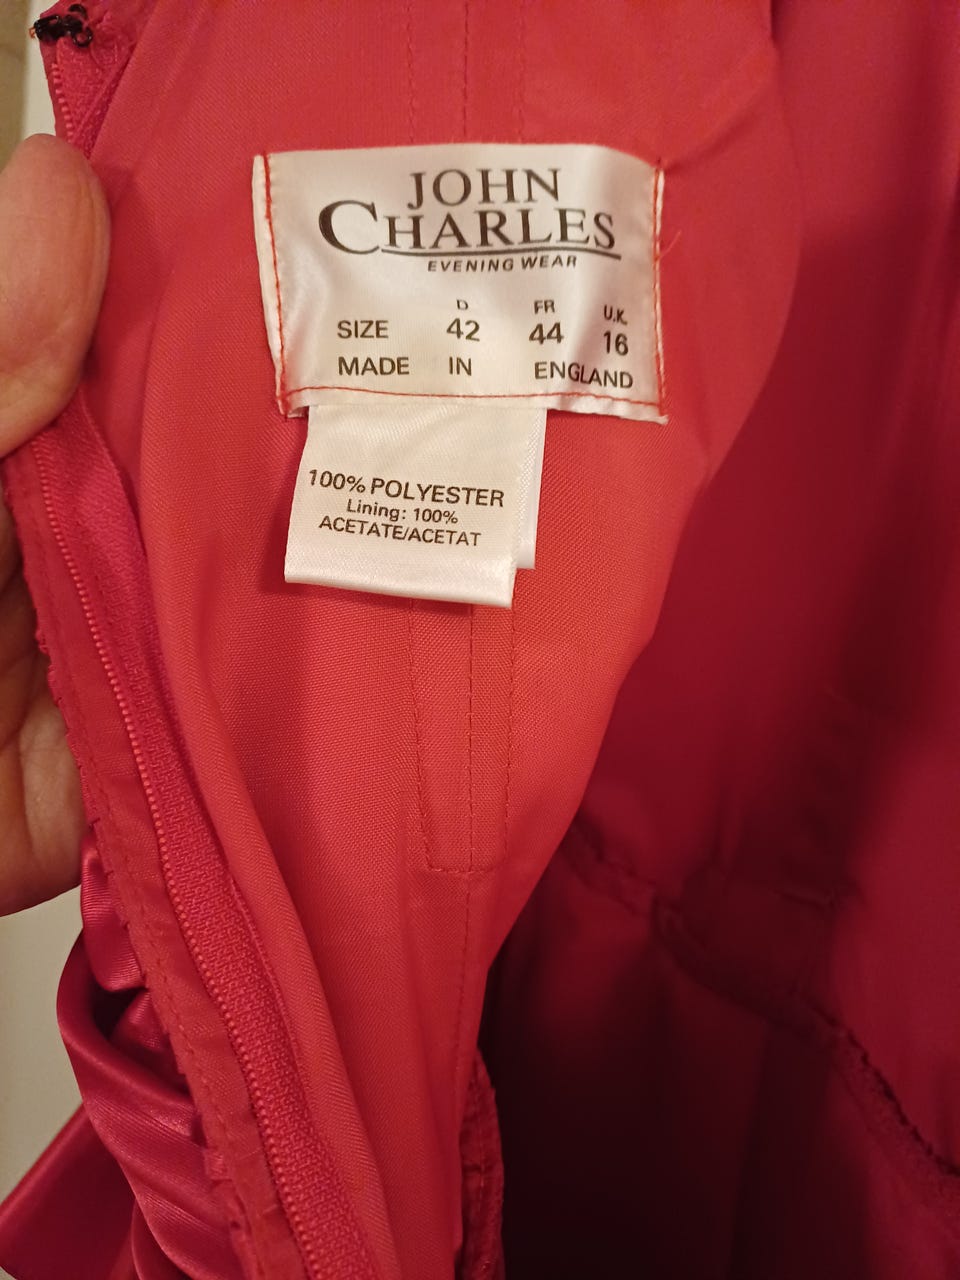 JOHN
CHARLES
EVENING WEAR
D FR U.K.
SIZE 42 44 16
MADE IN ENGLAND
100% POLYESTER
Lining: 100%
ACETATE/ACETAT